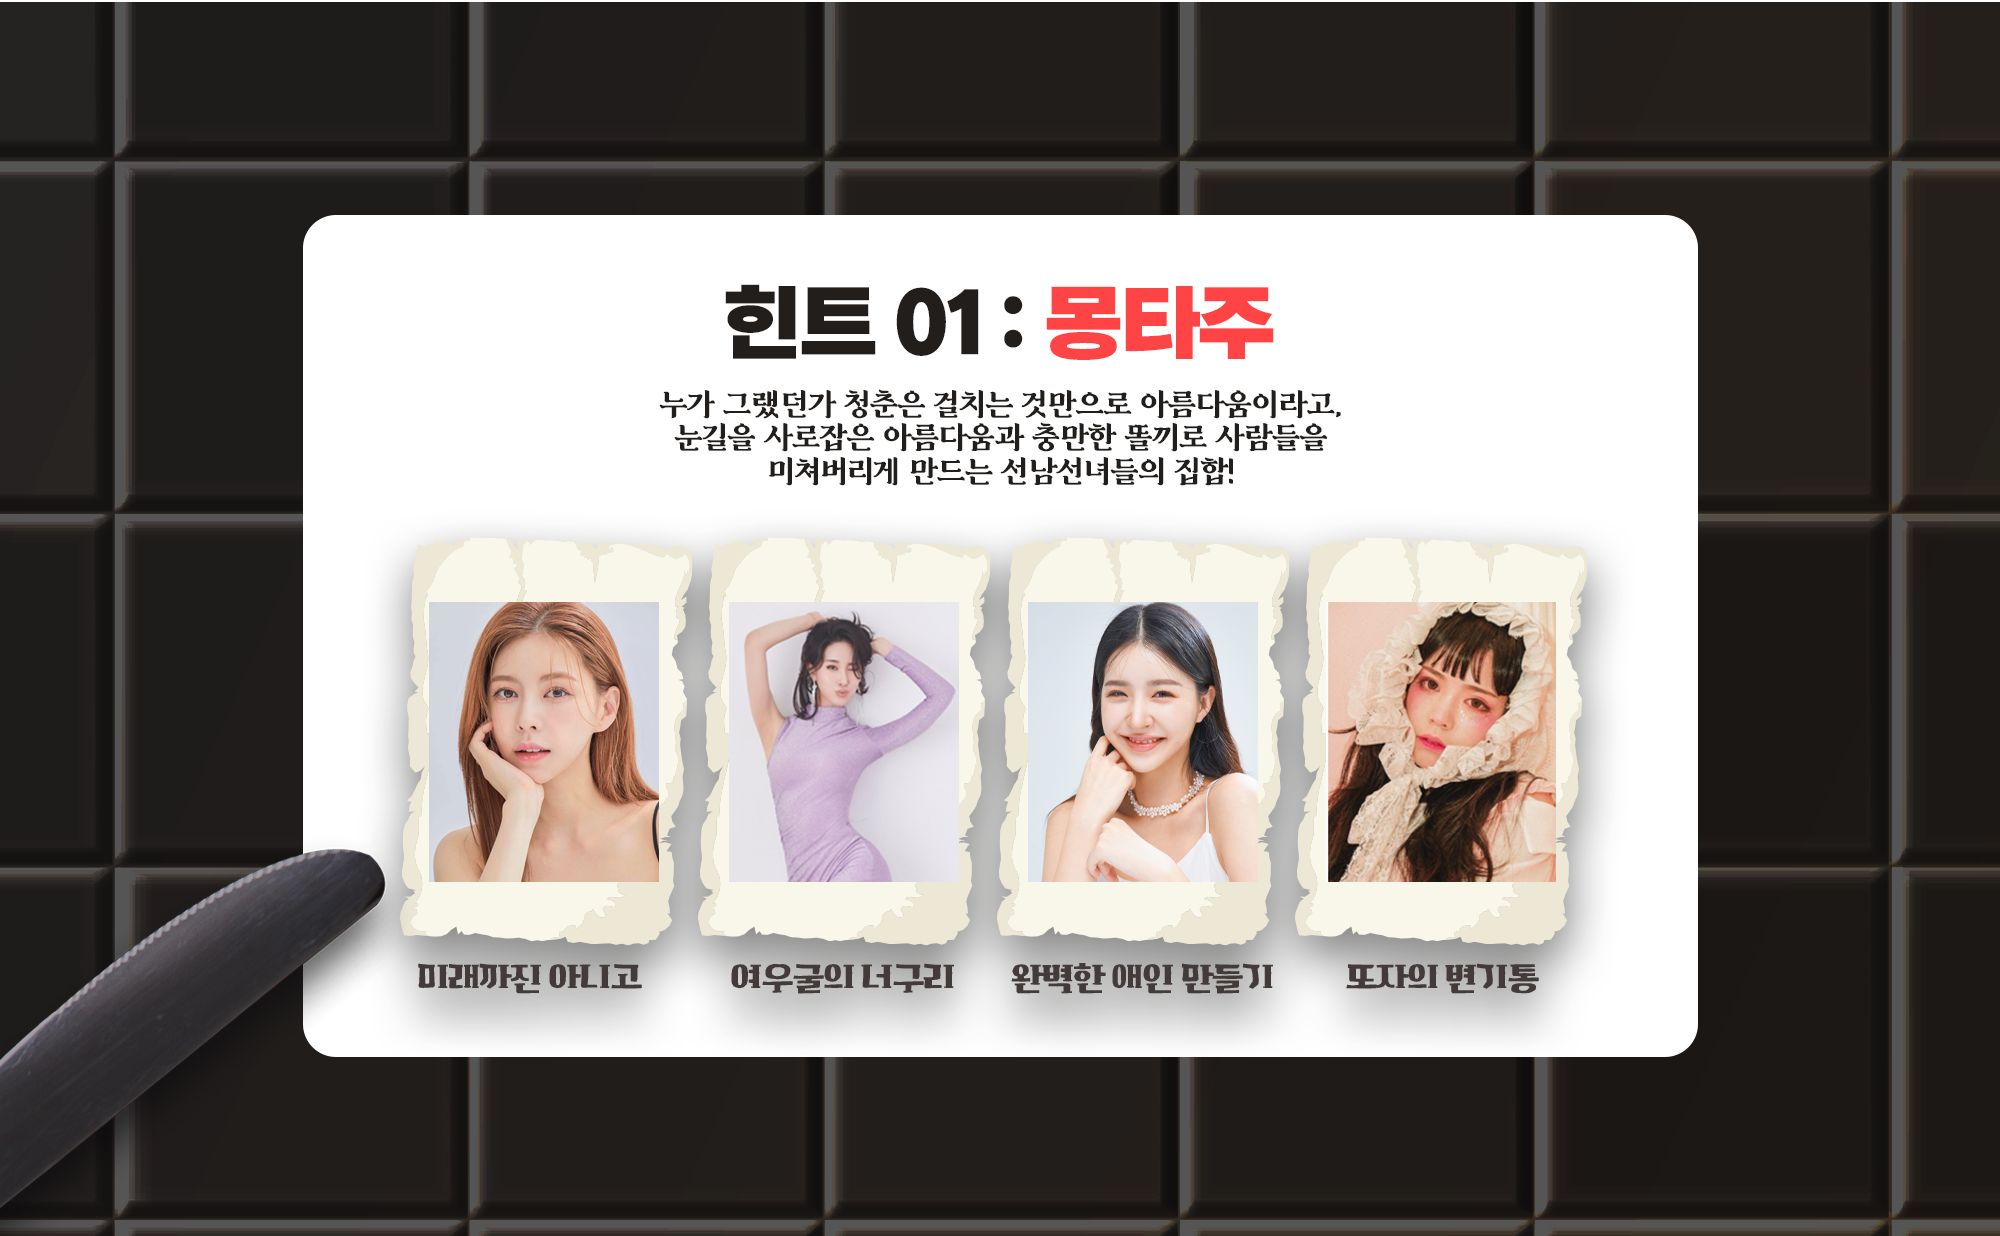 힌트 01 : 몽타주
누가 그랬던가 청춘은 걸치는 것만으로 아름다움이라고,
눈길을 사로잡은 아름다움과 충만한 똘끼로 사람들을
미쳐버리게 만드는 선남선녀들의 집합!
미래까진 아니고
여우굴의 너구리
완벽한 애인 만들기
또자의 변기통